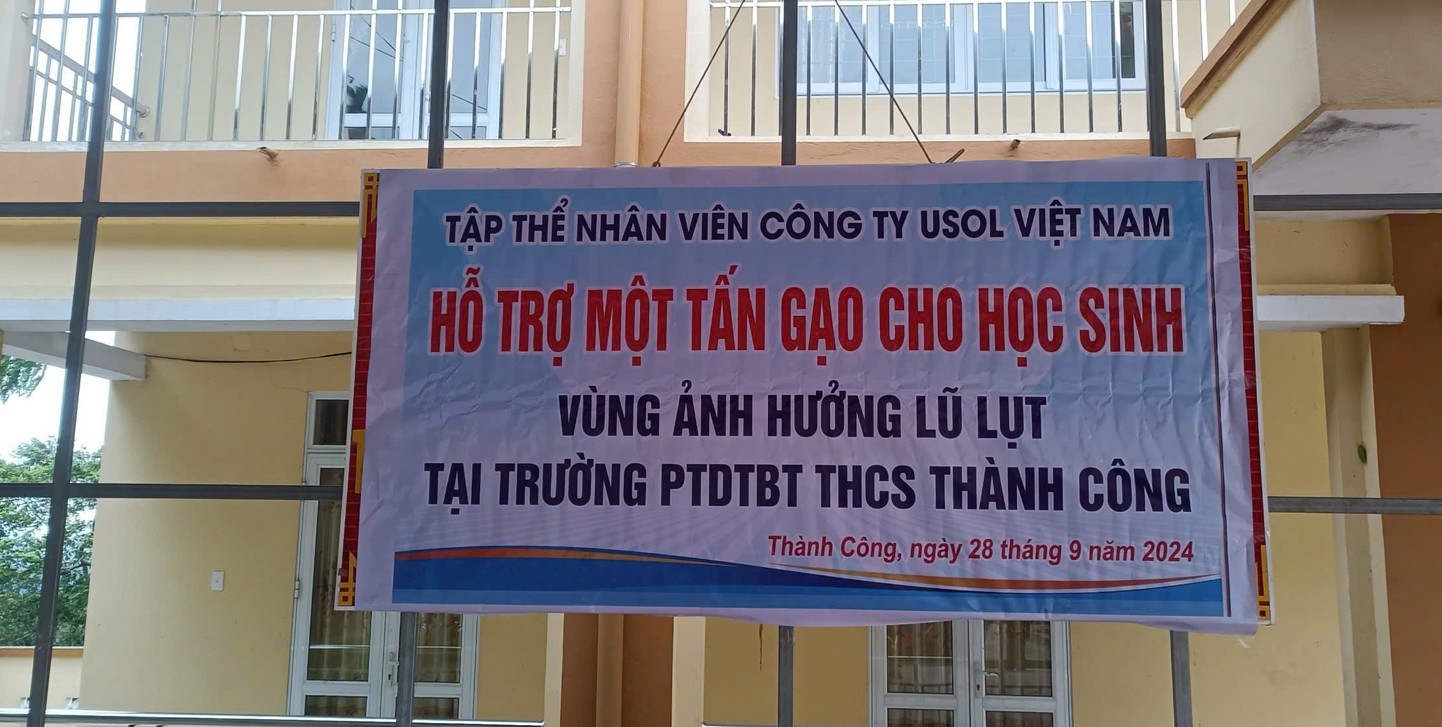 TẬP THỂ NHÂN VIÊN CÔNG TY USOL VIỆT NAM
HỖ TRỢ MỘT TẤN GẠO CHO HỌC SINH
VÙNG ẢNH HƯỞNG LŨ LỤT
TẠI TRƯỜNG PTDTBT THCS THÀNH CÔNG
Thành Công, ngày 28 tháng 9 năm 2024